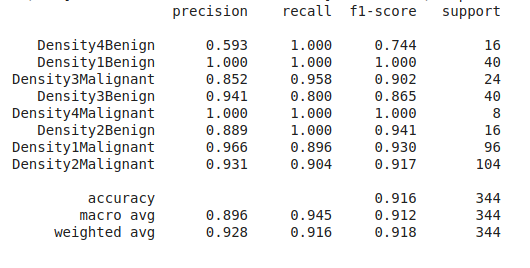 precision recall f1-score support
Density4Benign 0.593 1.000 0.744 16
Density1Benign 1.000 1.000 1.000 40
Density3Malignant 0.852 0.958 0.902 24
Density3Benign 0.941 0.800 0.865 40
Density4Malignant 1.000 1.000 1.000 8
Density2Benign 0.889 1.000 0.941 16
Density1Malignant 0.966 0.896 0.930 96
Density2Malignant 0.931 0.904 0.917 104
accuracy 0.916 344
macro avg 0.896 0.945 0.912 344
weighted avg 0.928 0.916 0.918 344